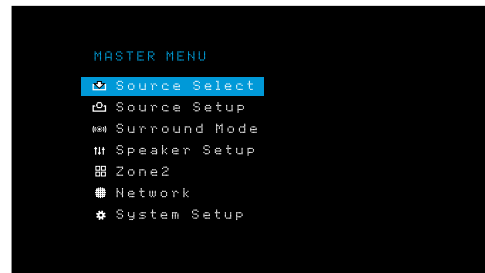 MASTER MENU
Source Select
Source Setup
Surround Mode
Speaker Setup
Zone2
Network
System Setup